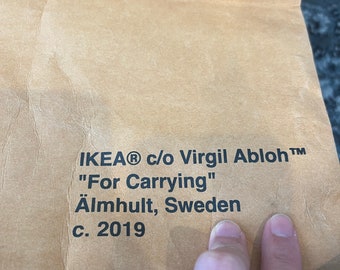 IKEA® c/o Virgil Abloh™
"For Carrying"
Älmhult, Sweden
c. 2019